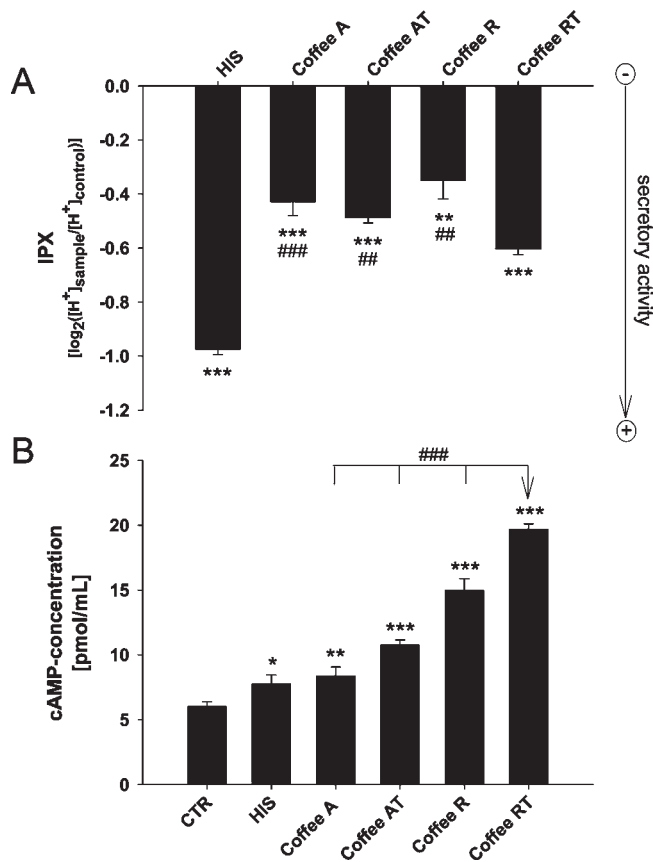 A
HIS
Coffee A
Coffee AT
Coffee R
Coffee RT
IPX
[log2([H+]sample/[H+]control)]
0.0
-0.2
-0.4
-0.6
-0.8
-1.0
-1.2
***
***
###
***
##
**
##
***
-
secretory activity
+
B
cAMP-concentration
[pmol/mL]
25
20
15
10
5
0
###
*
**
***
***
***
CTR
HIS
Coffee A
Coffee AT
Coffee R
Coffee RT